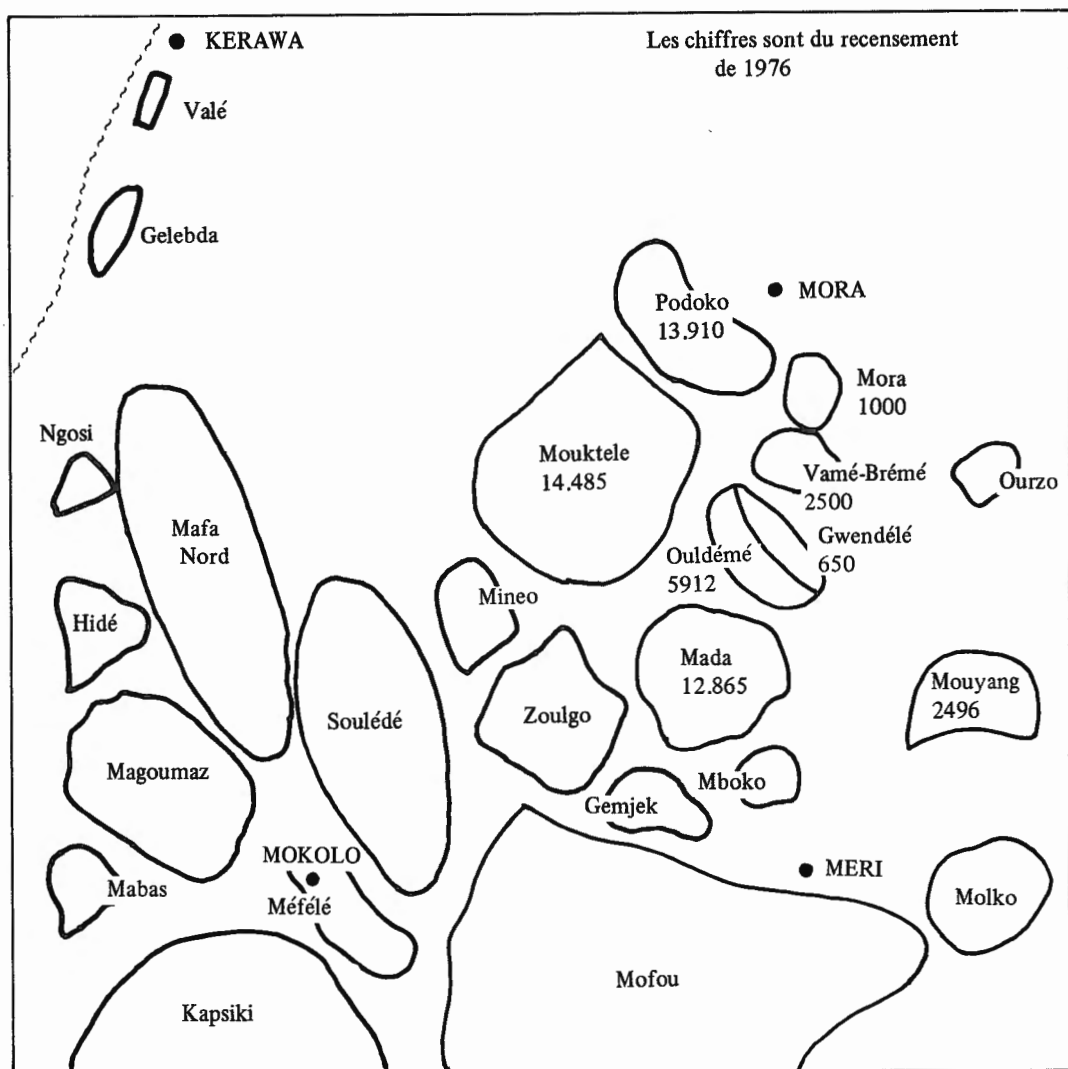 KERAWA
Les chiffres sont du recensement
de 1976
Valé
Gelebda
Podoko
13.910
MORA
Mora
1000
Ngosi
Mouktele
14.485
Vamé-Brémé
2500
Ourzo
Mafa
Nord
Ouldémé
5912
Gwendélé
650
Hidé
Mineo
Mada
12.865
Mouyang
2496
Soulédé
Zoulgo
Magoumaz
Gemjek
Mboko
MOKOLO
MERI
Mabas
Méfélé
Molko
Mofou
Kapsiki